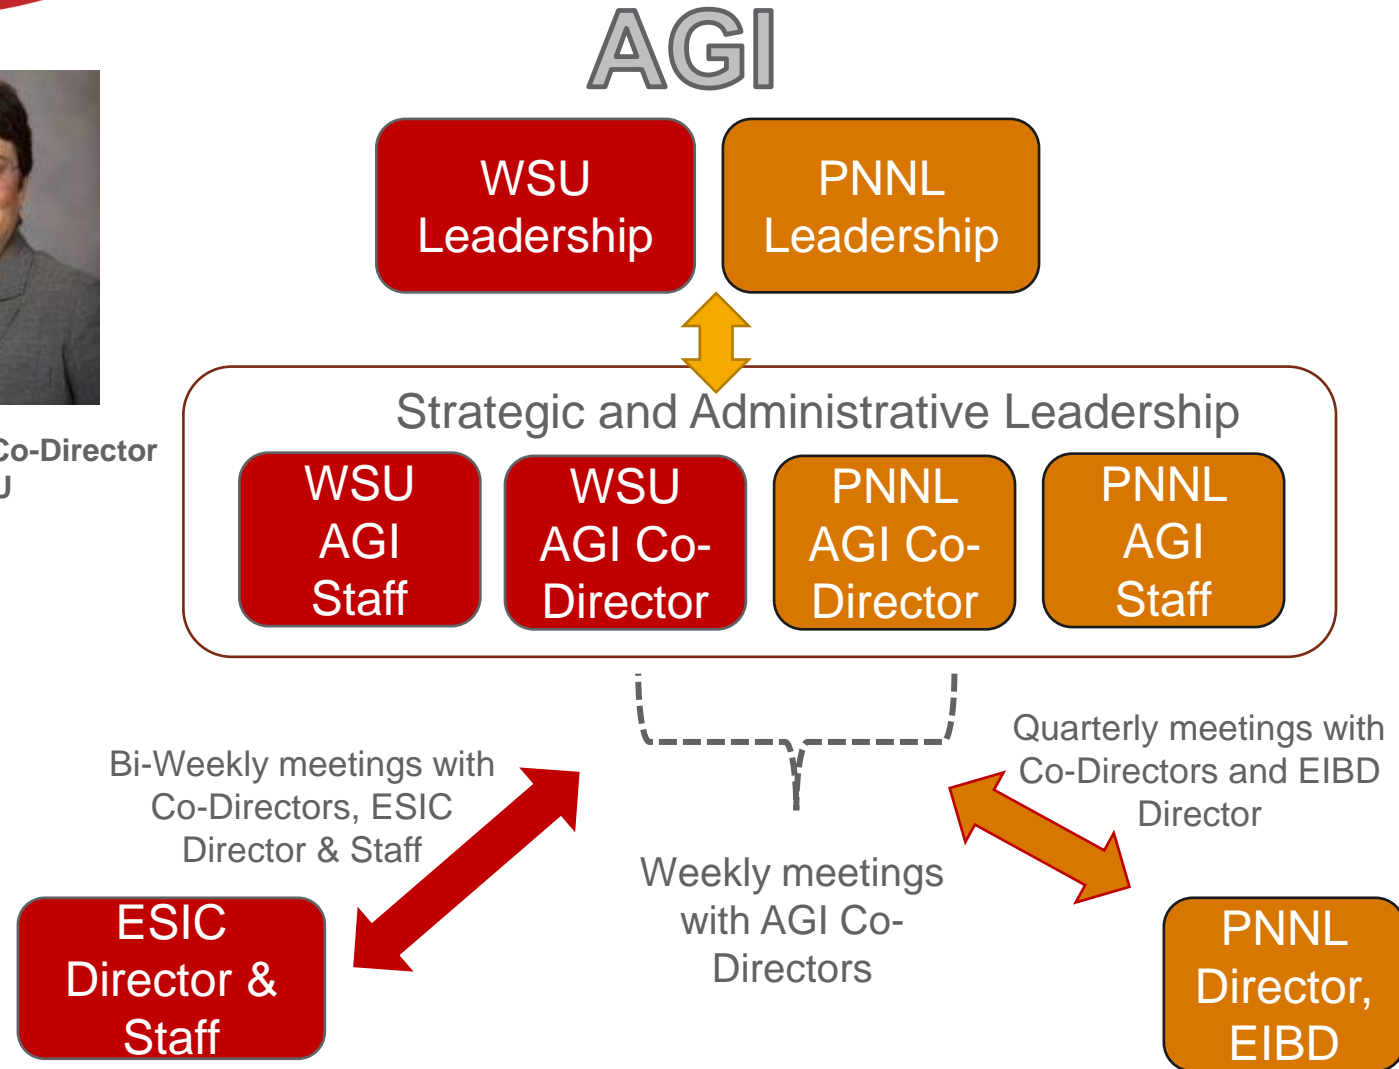 AGI
WSU
Leadership
PNNL
Leadership
Co-Director
U
Strategic and Administrative Leadership
WSU
AGI
Staff
WSU
AGI Co-
Director
PNNL
AGI Co-
Director
PNNL
AGI
Staff
Bi-Weekly meetings with
Co-Directors, ESIC
Director & Staff
Weekly meetings
with AGI Co-
Directors
Quarterly meetings with
Co-Directors and EIBD
Director
ESIC
Director &
Staff
PNNL
Director,
EIBD